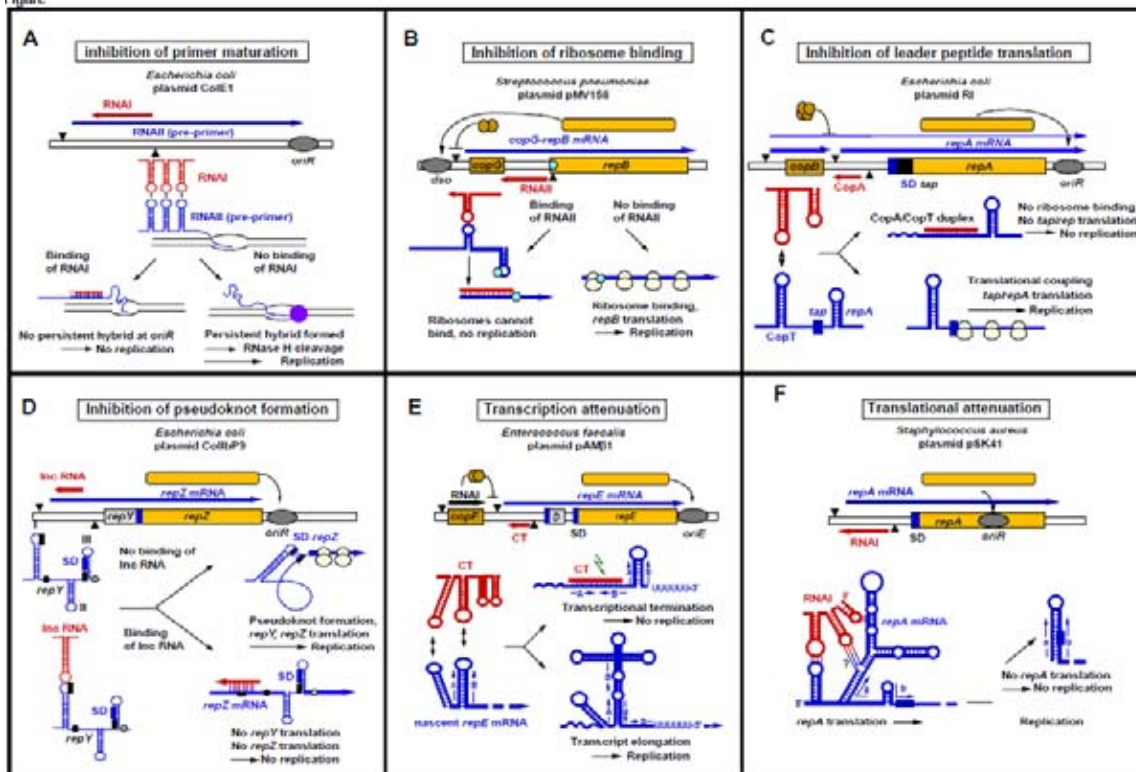 Figure.
A
inhibition of primer maturation
Escherichia coli
plasmid ColE1
RNAI
RNAII (pre-primer)
oriR
RNAI
RNAII (pre-primer)
Binding
of RNAI
No binding
of RNAI
No persistent hybrid at oriR
No replication
Persistent hybrid formed
RNase H cleavage
Replication
B
Inhibition of ribosome binding
Streptococcus pneumoniae
plasmid pMV158
copG-repB mRNA
copG
repB
dso
RNAII
Binding
of RNAII
No binding
of RNAII
Ribosomes cannot
bind, no replication
Ribosome binding,
repB translation
Replication
C
Inhibition of leader peptide translation
Escherichia coli
plasmid RI
repA mRNA
copB
repA
CopA
SD tap
oriR
CopA/CopT duplex
No ribosome binding
No tap/rep translation
No replication
tap
repA
CopT
Translational coupling
tap/repA translation
Replication
D
Inhibition of pseudoknot formation
Escherichia coli
plasmid ColIbP9
Inc RNA
repZ mRNA
repY
repZ
oriR
III
SD
repY
II
No binding of
Inc RNA
SD repZ
Pseudoknot formation,
repY, repZ translation
Replication
Inc RNA
Binding
of Inc RNA
SD
repY
SD
repZ mRNA
No repY translation
No repZ translation
No replication
E
Transcription attenuation
Enterococcus faecalis
plasmid pAMβ1
RNAI
repE mRNA
copE
D
repE
CT
SD
oriE
CT
CT
UUUUUU-3'
Transcriptional termination
No replication
nascent repE mRNA
UUUUUU
Transcript elongation
Replication
F
Translational attenuation
Staphylococcus aureus
plasmid pSK41
repA mRNA
repA
oriR
RNAI
SD
RNAI
repA mRNA
?
5'
No repA translation
No replication
repA translation
Replication